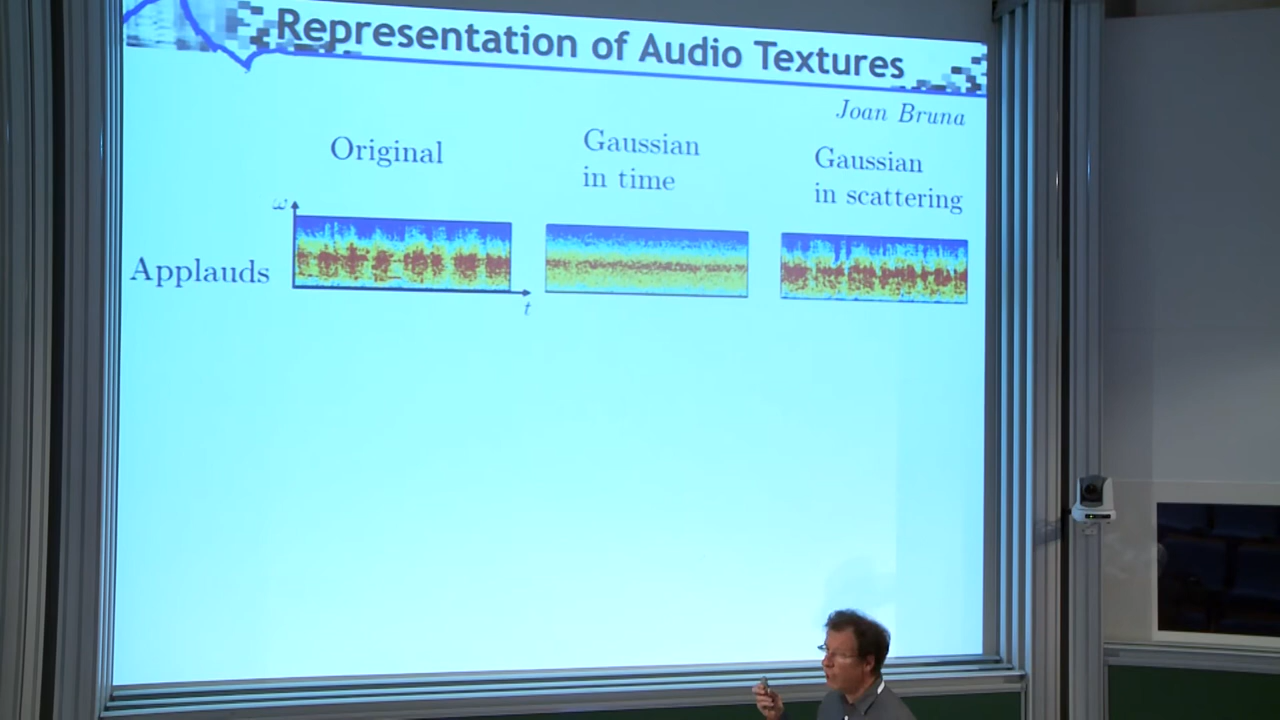 Representation of Audio Textures
Joan Bruna
Original
Gaussian
in time
Gaussian
in scattering
ω
Applauds
t